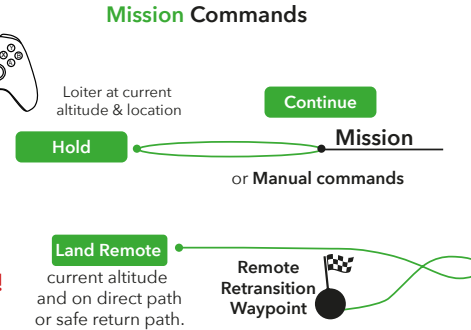 Mission Commands
Loiter at current
altitude & location
Continue
Hold
Mission
or Manual commands
Land Remote
current altitude
and on direct path
or safe return path.
Remote
Retransition
Waypoint